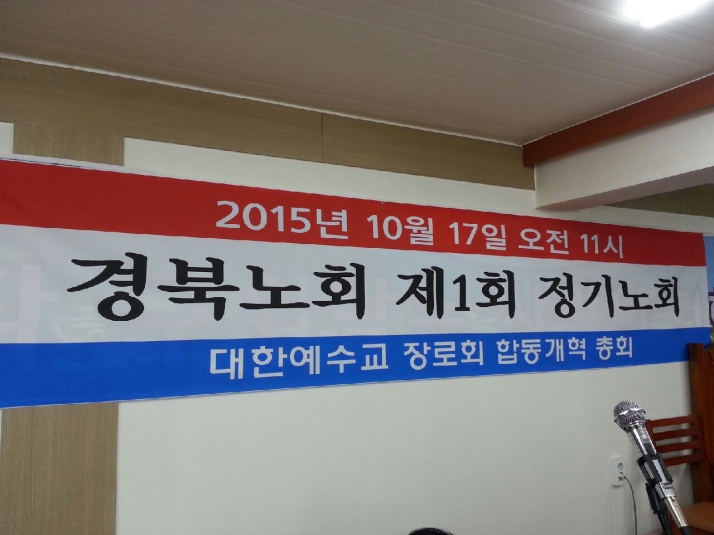 2015년 10월 17일 오전 11시
경북노회 제1회 정기노회
대한예수교 장로회 합동개혁 총회